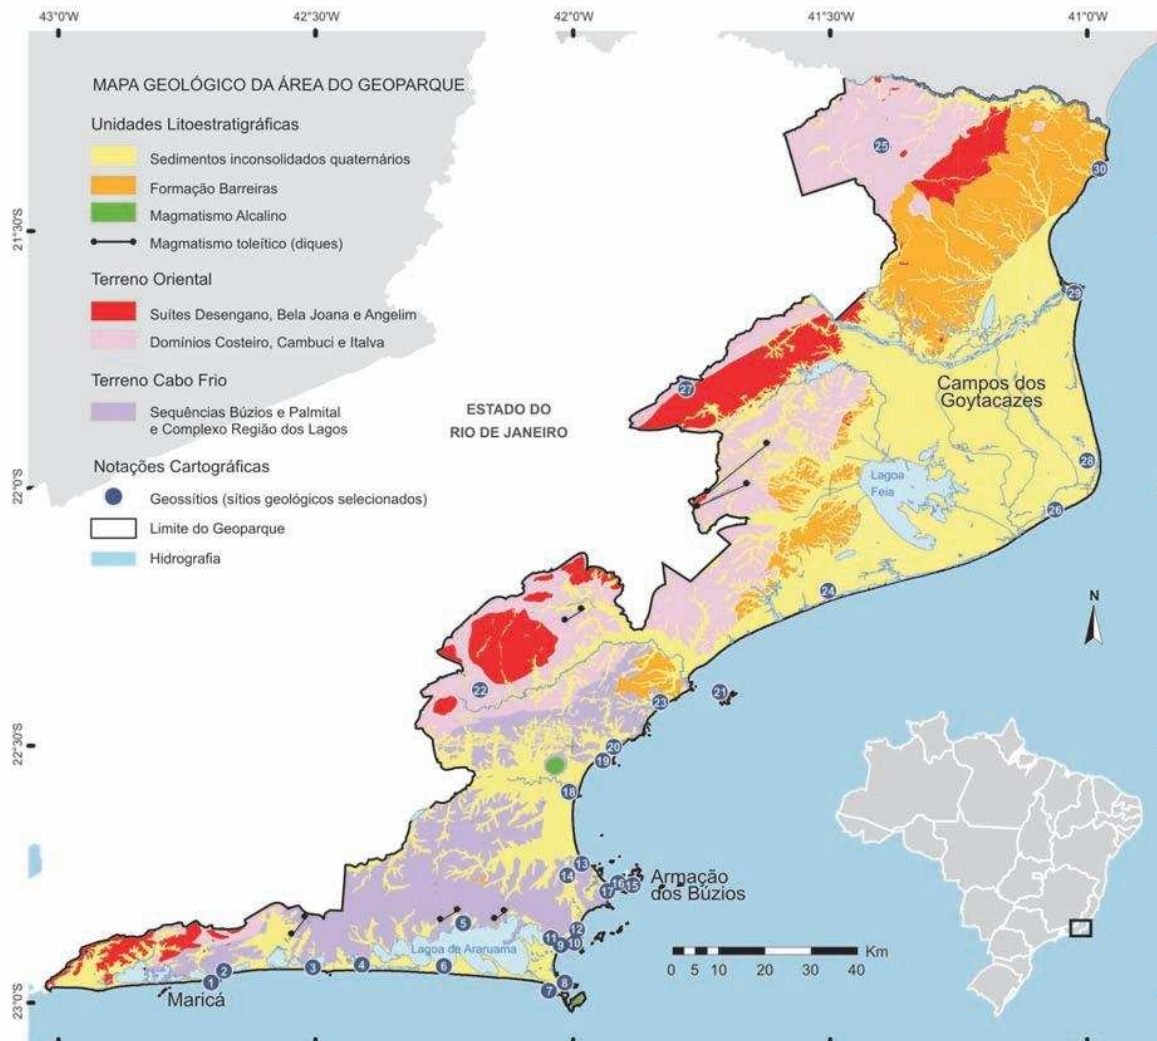 43°0'W
42°30'W
42°0'W
41°30'W
41°0'W
MAPA GEOLÓGICO DA ÁREA DO GEOPARQUE
Unidades Litoestratigráficas
Sedimentos inconsolidados quaternários
Formação Barreiras
Magmatismo Alcalino
Magmatismo toleítico (diques)
Terreno Oriental
Suítes Desengano, Bela Joana e Angelim
Domínios Costeiro, Cambuci e Italva
Terreno Cabo Frio
Sequências Búzios e Palmital
e Complexo Região dos Lagos
Notações Cartográficas
Geossítios (sítios geológicos selecionados)
Limite do Geoparque
Hidrografia
21°30'S
22°0'S
22°30'S
23°0'S
ESTADO DO
RIO DE JANEIRO
25
30
29
27
Campos dos
Goytacazes
28
Lagoa
Feia
26
24
N
22
21
23
20
19
18
13
14
16
15
17
Armação
dos Búzios
5
12
11
9
10
Lagoa de Araruama
2
1
3
4
6
8
7
Maricá
Km
0 5 10 20 30 40